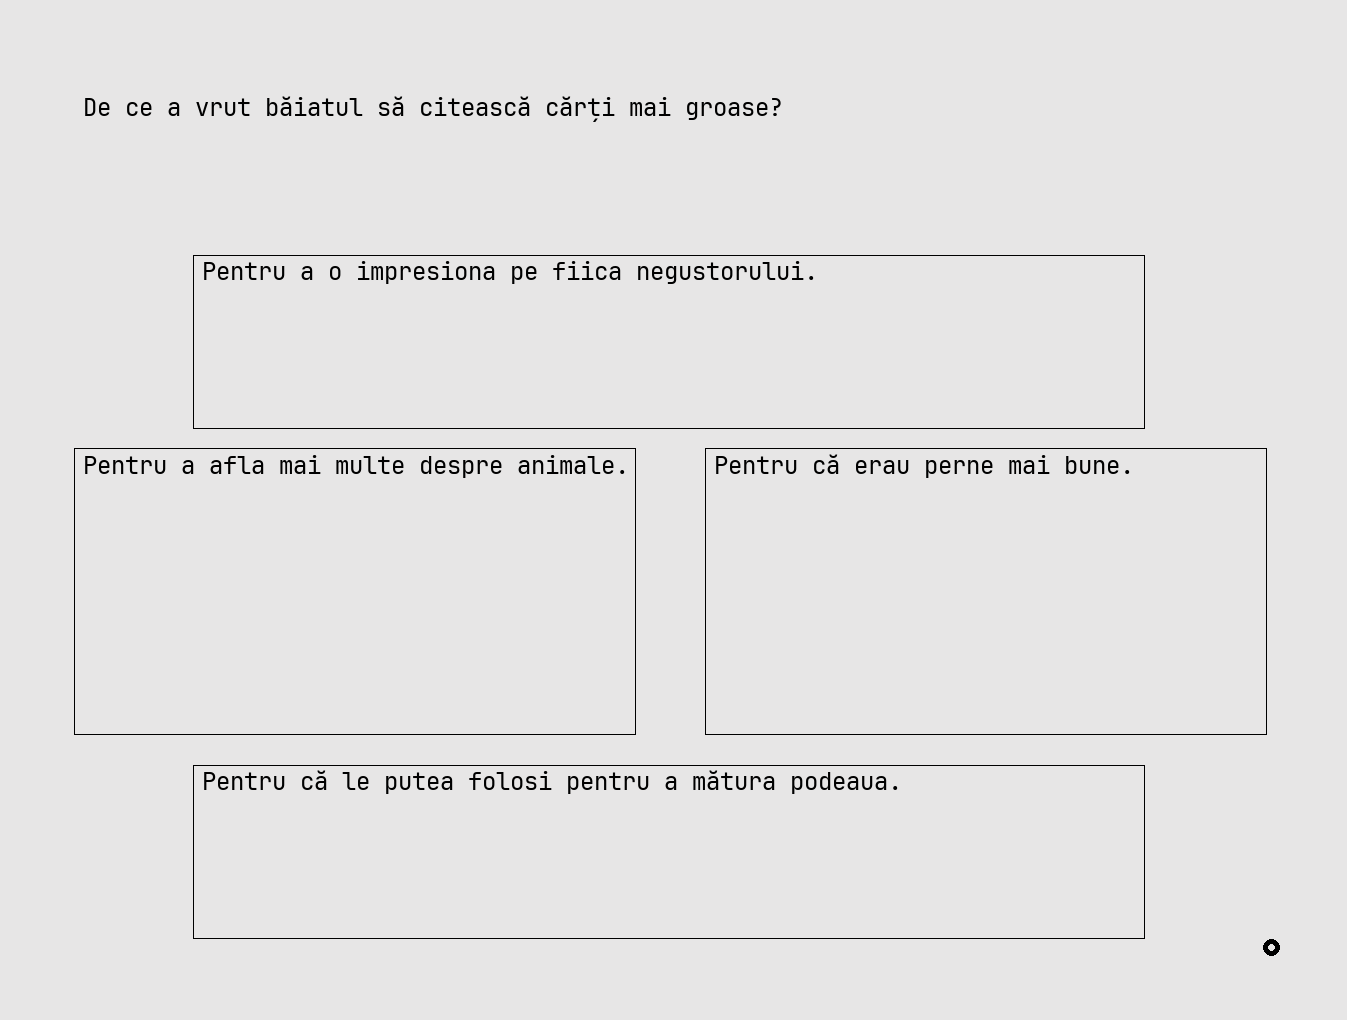 De ce a vrut băiatul să citească cărți mai groase?
Pentru a o impresiona pe fiica negustorului.
Pentru a afla mai multe despre animale.
Pentru că erau perne mai bune.
Pentru că le putea folosi pentru a mătura podeaua.